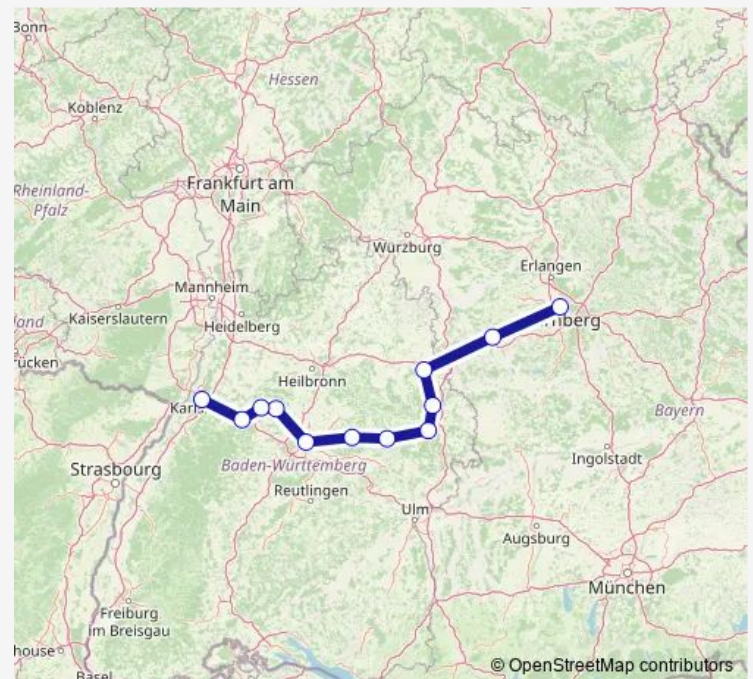 Bonn
Koblenz
Hessen
Rheinland-
Pfalz
Frankfurt am
Main
Würzburg
Erlangen
Mannheim
Kaiserslautern
Heidelberg
Heilbronn
Bayern
Baden-Württemberg
Ingolstadt
Strasbourg
Reutlingen
Ulm
Augsburg
München
Freiburg
im Breisgau
Basel
© OpenStreetMap contributors